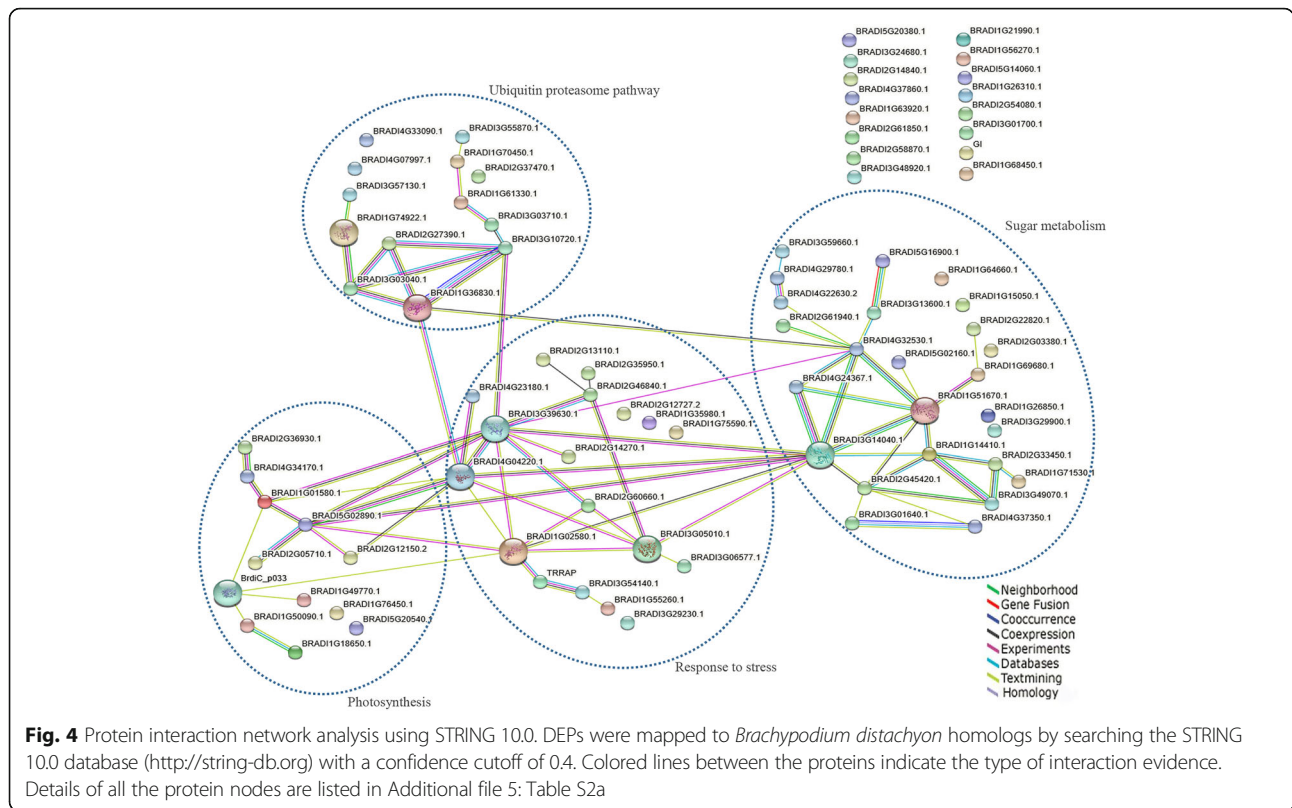 BRADI5G20380.1
BRADI3G24680.1
BRADI2G14840.1
BRADI4G37860.1
BRADI1G63920.1
BRADI2G61850.1
BRADI2G58870.1
BRADI3G48920.1
BRADI1G21990.1
BRADI1G56270.1
BRADI5G14060.1
BRADI1G26310.1
BRADI2G54080.1
BRADI3G01700.1
GI
BRADI1G68450.1
Ubiquitin proteasome pathway
BRADI4G33090.1
BRADI3G55870.1
BRADI1G70450.1
BRADI4G07997.1
BRADI2G37470.1
BRADI3G57130.1
BRADI1G61330.1
BRADI1G74922.1
BRADI3G03710.1
BRADI2G27390.1
BRADI3G10720.1
BRADI3G03040.1
BRADI1G36830.1
Sugar metabolism
BRADI3G59660.1
BRADI5G16900.1
BRADI4G29780.1
BRADI1G64660.1
BRADI4G22630.2
BRADI3G13600.1
BRADI1G15050.1
BRADI2G61940.1
BRADI2G22820.1
BRADI4G32530.1
BRADI2G03380.1
BRADI5G02160.1
BRADI1G69680.1
BRADI4G24367.1
BRADI1G51670.1
BRADI1G26850.1
BRADI3G29900.1
BRADI3G14040.1
BRADI1G14410.1
BRADI2G33450.1
BRADI1G71530.1
BRADI2G45420.1
BRADI3G49070.1
BRADI3G01640.1
BRADI4G37350.1
BRADI2G13110.1
BRADI2G35950.1
BRADI4G23180.1
BRADI2G46840.1
BRADI3G39630.1
BRADI2G12727.2
BRADI1G35980.1
BRADI1G75590.1
BRADI2G14270.1
BRADI4G04220.1
BRADI2G60660.1
BRADI1G02580.1
BRADI3G05010.1
BRADI3G06577.1
TRRAP
BRADI3G54140.1
BRADI1G55260.1
BRADI3G29230.1
Response to stress
BRADI2G36930.1
BRADI4G34170.1
BRADI1G01580.1
BRADI5G02890.1
BRADI2G05710.1
BRADI2G12150.2
BrdiC_p033
BRADI1G49770.1
BRADI1G76450.1
BRADI5G20540.1
BRADI1G50090.1
BRADI1G18650.1
Photosynthesis
Neighborhood
Gene Fusion
Cooccurrence
Coexpression
Experiments
Databases
Textmining
Homology
Fig. 4 Protein interaction network analysis using STRING 10.0. DEPs were mapped to Brachypodium distachyon homologs by searching the STRING
10.0 database (http://string-db.org) with a confidence cutoff of 0.4. Colored lines between the proteins indicate the type of interaction evidence.
Details of all the protein nodes are listed in Additional file 5: Table S2a